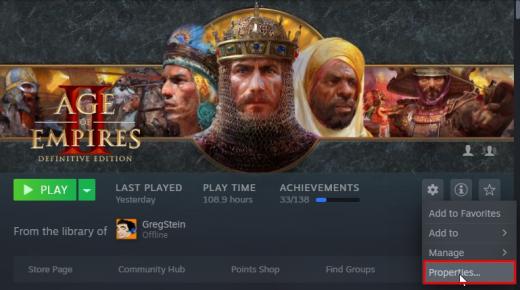 AGE
of
EMPIRES
II
DEFINITIVE EDITION
PLAY
LAST PLAYED
Yesterday
PLAY TIME
108.9 hours
ACHIEVEMENTS
33/138
Add to Favorites
From the library of
GregStein
Offline
Add to
Manage
Properties...
Store Page
Community Hub
Points Shop
Find Groups